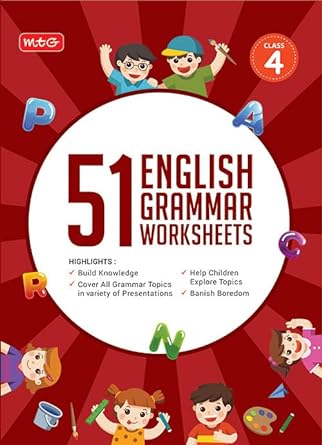 mtG
CLASS
4
P
A
51
ENGLISH
GRAMMAR
WORKSHEETS
HIGHLIGHTS :
✓ Build Knowledge
✓ Cover All Grammar Topics
in variety of Presentations
✓ Help Children
Explore Topics
✓ Banish Boredom
B
C
R
N